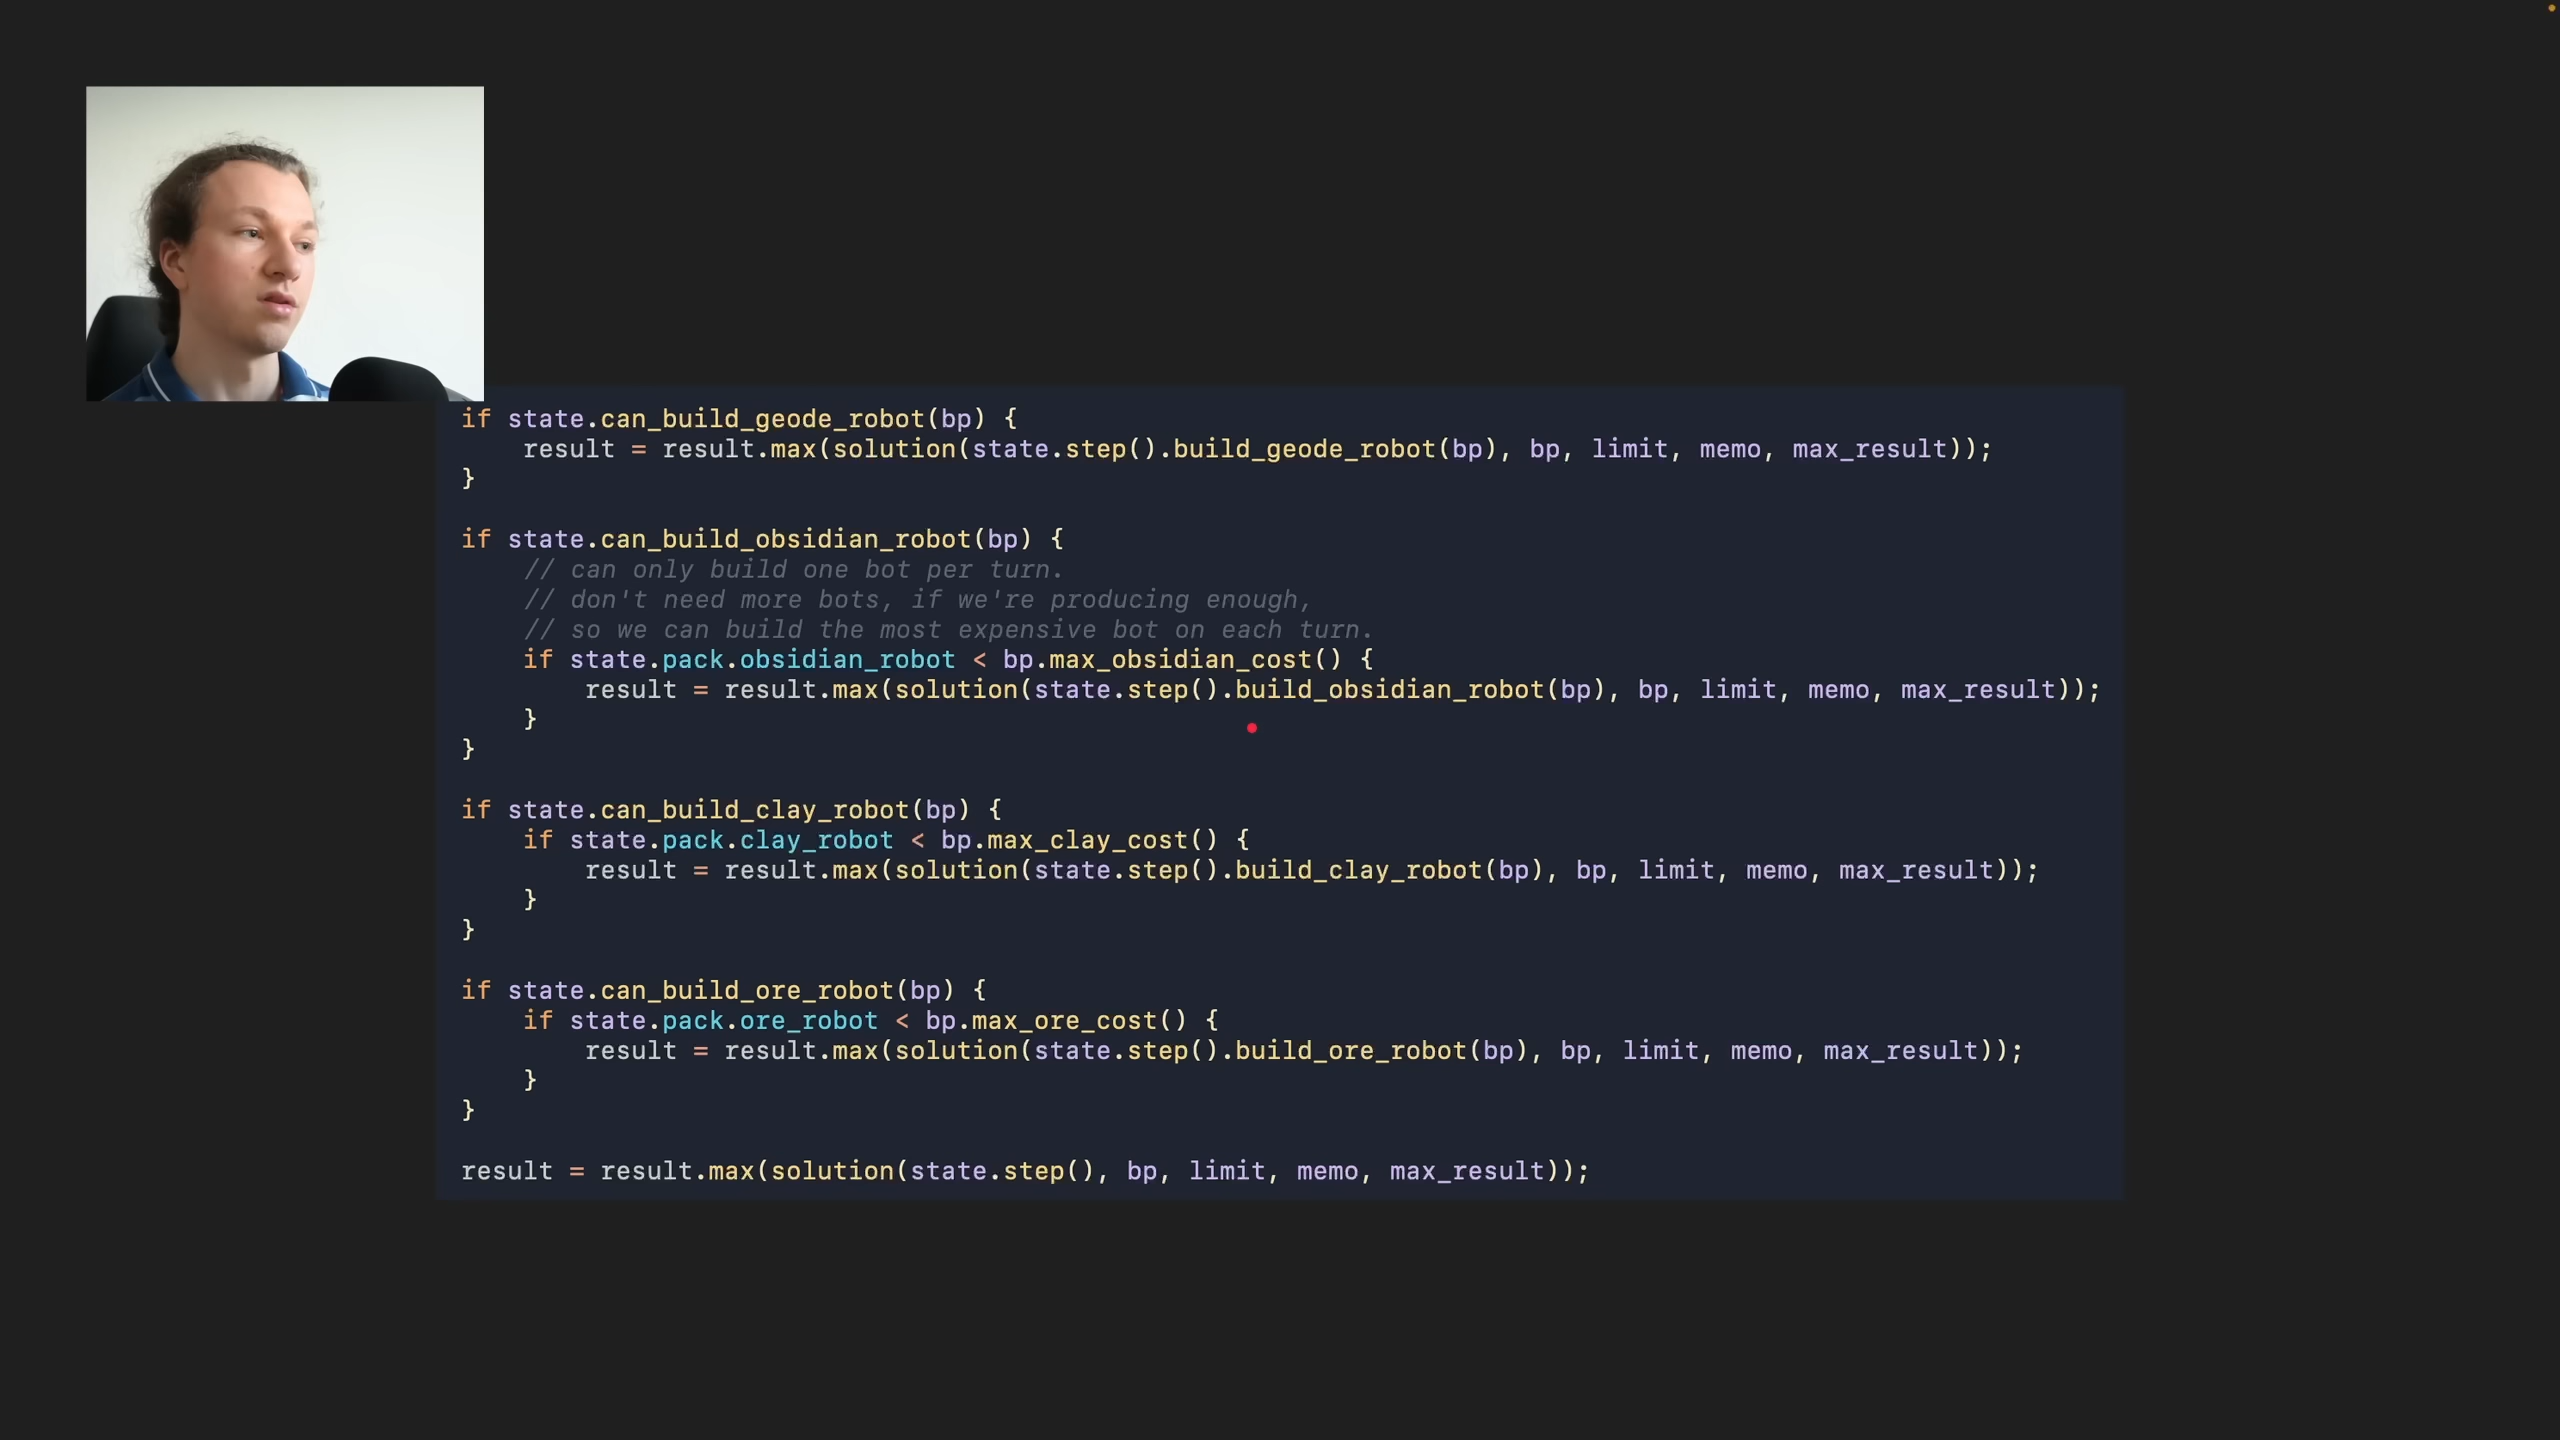 if state.can_build_geode_robot(bp) {
    result = result.max(solution(state.step().build_geode_robot(bp), bp, limit, memo, max_result));
}

if state.can_build_obsidian_robot(bp) {
    // can only build one bot per turn.
    // don't need more bots, if we're producing enough,
    // so we can build the most expensive bot on each turn.
    if state.pack.obsidian_robot < bp.max_obsidian_cost() {
        result = result.max(solution(state.step().build_obsidian_robot(bp), bp, limit, memo, max_result));
    }
}

if state.can_build_clay_robot(bp) {
    if state.pack.clay_robot < bp.max_clay_cost() {
        result = result.max(solution(state.step().build_clay_robot(bp), bp, limit, memo, max_result));
    }
}

if state.can_build_ore_robot(bp) {
    if state.pack.ore_robot < bp.max_ore_cost() {
        result = result.max(solution(state.step().build_ore_robot(bp), bp, limit, memo, max_result));
    }
}

result = result.max(solution(state.step(), bp, limit, memo, max_result));